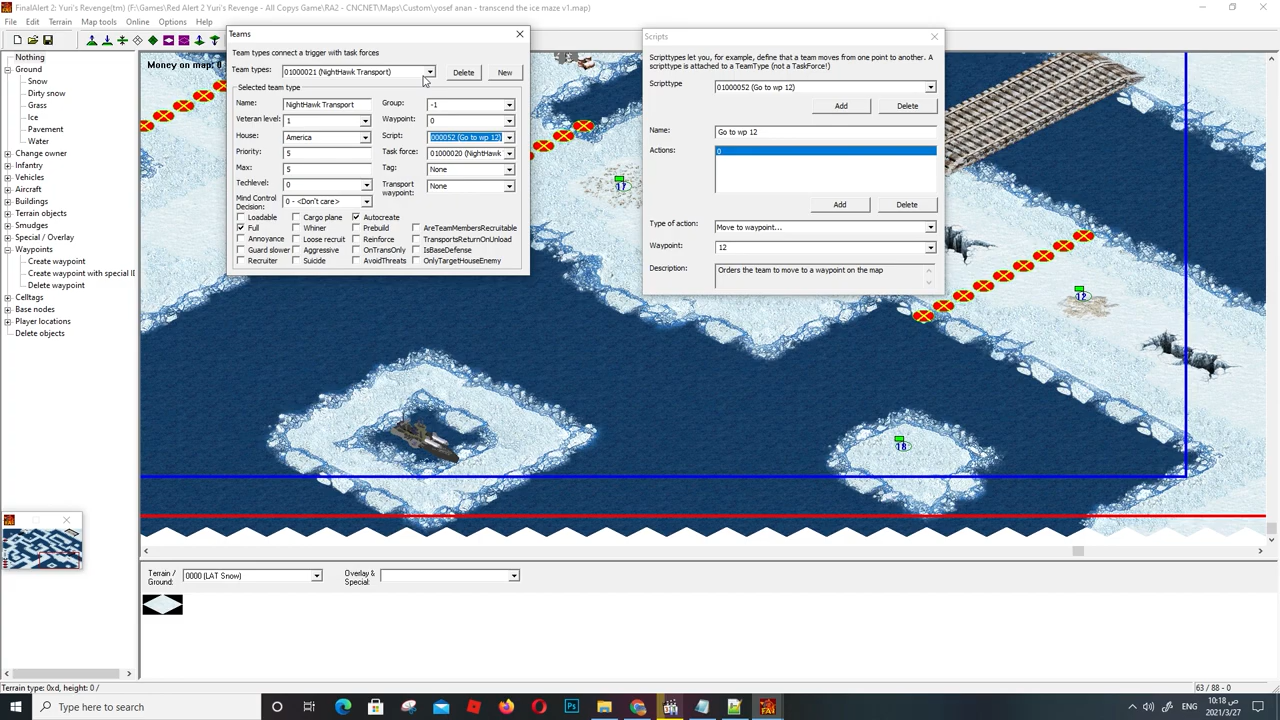 FinalAlert 2: Yuri's Revenge(tm) (F:\Games\Red Alert 2 Yuri's Revenge - All Copys Games\RA2 - CNCNET\Maps\Custom\yosef anan - transcend the ice maze v1.map)
File Edit Terrain Map tools Online Options Help
Nothing
Ground
Snow
Dirty snow
Grass
Ice
Pavement
Water
Change owner
Infantry
Vehicles
Aircraft
Buildings
Terrain objects
Smudges
Special / Overlay
Waypoints
Create waypoint
Create waypoint with special ID
Delete waypoint
Celltags
Base nodes
Player locations
Delete objects
Money on map: 0
Teams
Team types connect a trigger with task forces
Team types: 01000021 (NightHawk Transport) Delete New
Selected team type
Name: NightHawk Transport Group: -1
Veteran level: 1 Waypoint: 0
House: America Script: 000052 (Go to wp 12)
Priority: 5 Task force: 01000020 (NightHawk
Max: 5 Tag: None
Techlevel: 0 Transport waypoint: None
Mind Control Decision: 0 - <Don't care>
Loadable Cargo plane Autocreate
Full Whiner Prebuild AreTeamMembersRecruitable
Annoyance Loose recruit Reinforce TransportsReturnOnUnload
Guard slower Aggressive OnTransOnly IsBaseDefense
Recruiter Suicide AvoidThreats OnlyTargetHouseEnemy
Scripts
Scripttypes let you, for example, define that a team moves from one point to another. A
scripttype is attached to a TeamType (not a TaskForce!)
Scripttype 01000052 (Go to wp 12)
Add Delete
Name: Go to wp 12
Actions: 0
Add Delete
Type of action: Move to waypoint...
Waypoint: 12
Description: Orders the team to move to a waypoint on the map
17
12
18
Terrain / Ground: 0000 (LAT Snow) Overlay & Special:
Terrain type: 0xd, height: 0 /
63 / 88 - 0
Type here to search
10:18 ص
2021/3/27